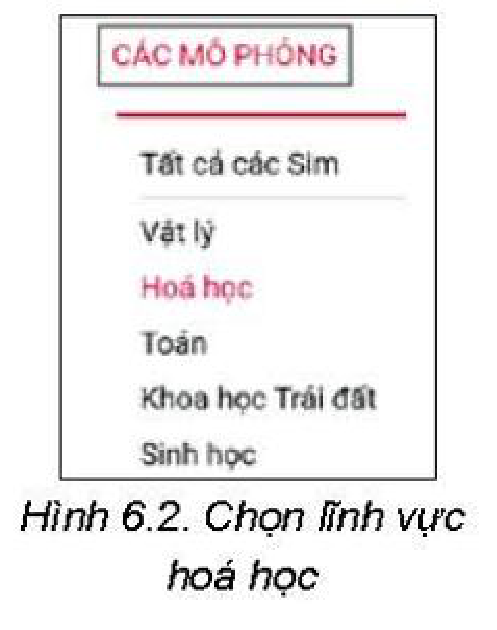 CÁC MÔ PHỎNG
Tất cả các Sim
Vật lý
Hoá học
Toán
Khoa học Trái đất
Sinh học
Hình 6.2. Chọn lĩnh vực
hoá học